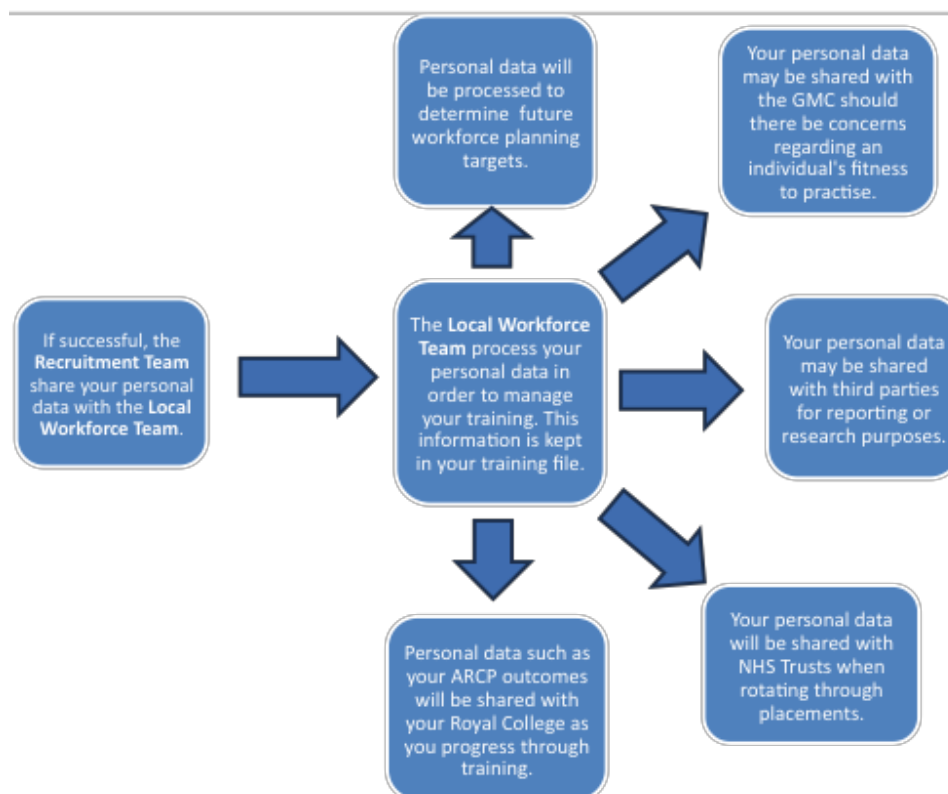 Personal data will
be processed to
determine future
workforce planning
targets.
Your personal data
may be shared with
the GMC should
there be concerns
regarding an
individual's fitness
to practise.
If successful, the
Recruitment Team
share your personal
data with the Local
Workforce Team.
The Local Workforce
Team process your
personal data in
order to manage
your training. This
information is kept
in your training file.
Your personal data
may be shared
with third parties
for reporting or
research purposes.
Personal data such as
your ARCP outcomes
will be shared with
your Royal College as
you progress through
training.
Your personal data
will be shared with
NHS Trusts when
rotating through
placements.